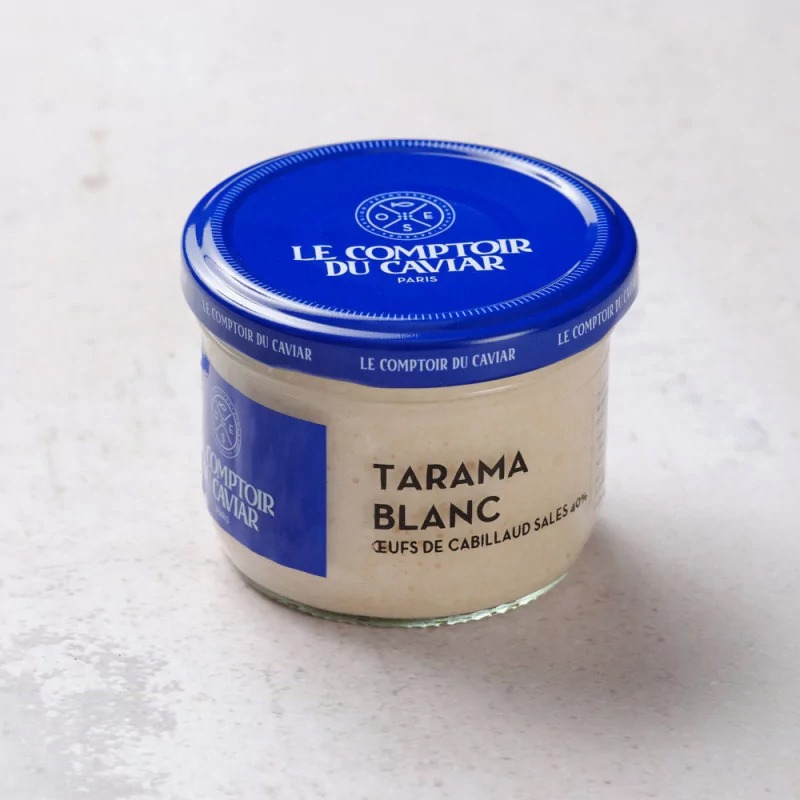 O E S
LE COMPTOIR
DU CAVIAR
PARIS
LE COMPTOIR DU CAVIAR
LE COMPTOIR DU CAVIAR
LE COMPTOIR DU CAVIAR
E
S
COMPTOIR
CAVIAR
PARIS
TARAMA
BLANC
ŒUFS DE CABILLAUD SALES 40%